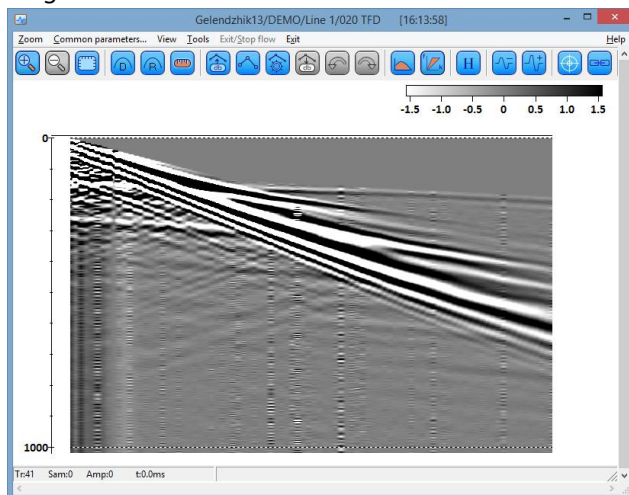 Gelendzhik13/DEMO/Line 1/020 TFD [16:13:58]
Zoom Common parameters... View Tools Exit/Stop flow Exit Help
D R H
-1.5 -1.0 -0.5 0 0.5 1.0 1.5
0
1000
Tr:41 Sam:0 Amp:0 t:0.0ms